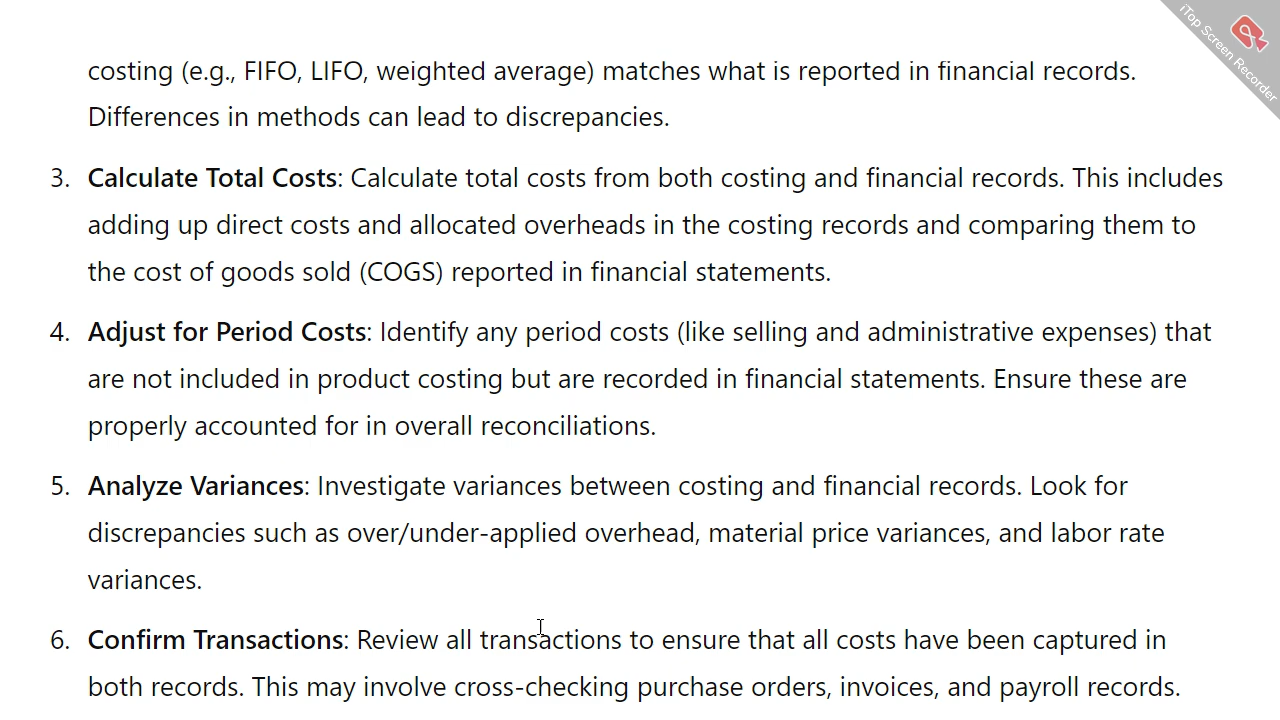 iTop Screen Recorder
costing (e.g., FIFO, LIFO, weighted average) matches what is reported in financial records.
Differences in methods can lead to discrepancies.
3. Calculate Total Costs: Calculate total costs from both costing and financial records. This includes
adding up direct costs and allocated overheads in the costing records and comparing them to
the cost of goods sold (COGS) reported in financial statements.
4. Adjust for Period Costs: Identify any period costs (like selling and administrative expenses) that
are not included in product costing but are recorded in financial statements. Ensure these are
properly accounted for in overall reconciliations.
5. Analyze Variances: Investigate variances between costing and financial records. Look for
discrepancies such as over/under-applied overhead, material price variances, and labor rate
variances.
6. Confirm Transactions: Review all transactions to ensure that all costs have been captured in
both records. This may involve cross-checking purchase orders, invoices, and payroll records.